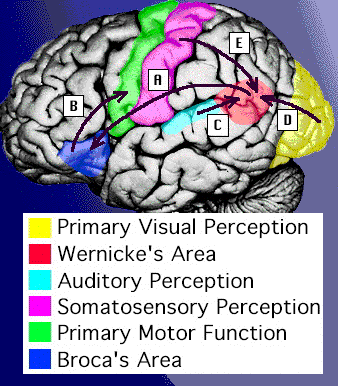 E
A
B
C
D
Primary Visual Perception
Wernicke's Area
Auditory Perception
Somatosensory Perception
Primary Motor Function
Broca's Area